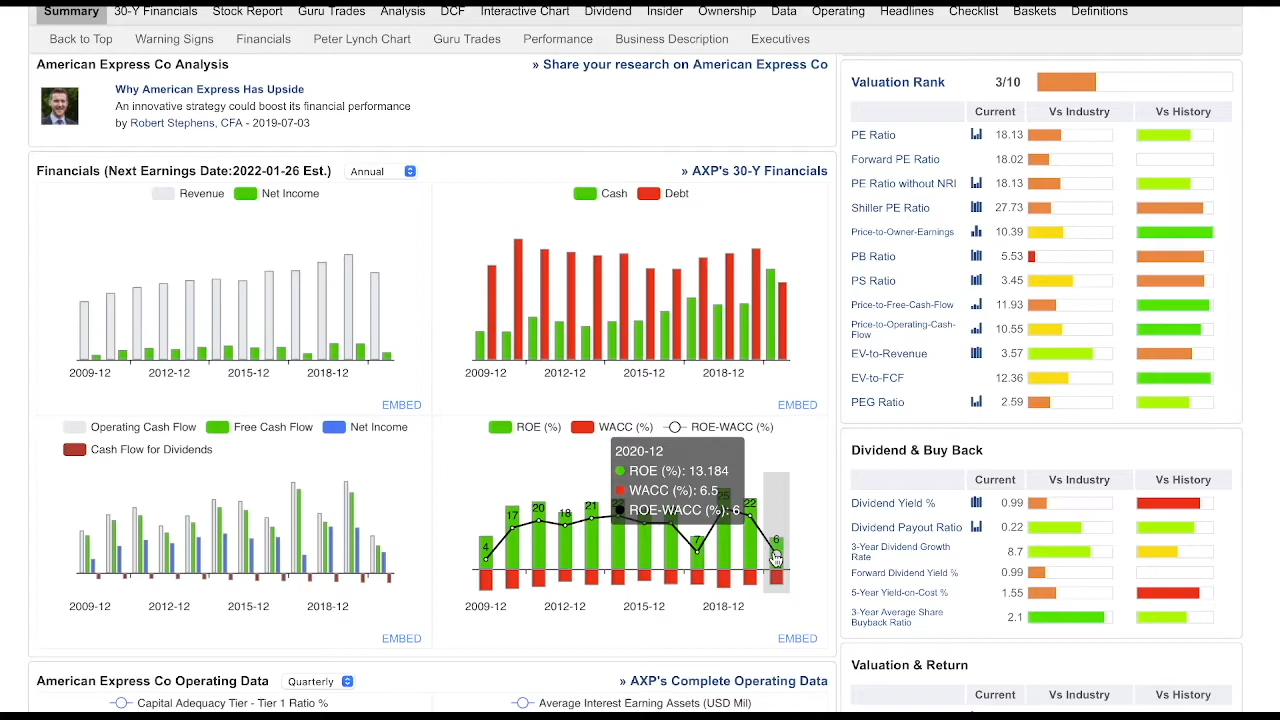 Summary 30-Y Financials Stock Report Guru Trades Analysis DCF Interactive Chart Dividend Insider Ownership Data Operating Headlines Checklist Baskets Definitions
Back to Top Warning Signs Financials Peter Lynch Chart Guru Trades Performance Business Description Executives
American Express Co Analysis » Share your research on American Express Co
Why American Express Has Upside
An innovative strategy could boost its financial performance
by Robert Stephens, CFA - 2019-07-03
Financials (Next Earnings Date:2022-01-26 Est.) Annual » AXP's 30-Y Financials
Revenue Net Income
2009-12 2012-12 2015-12 2018-12
EMBED
Cash Debt
2009-12 2012-12 2015-12 2018-12
EMBED
Operating Cash Flow Free Cash Flow Net Income
Cash Flow for Dividends
2009-12 2012-12 2015-12 2018-12
EMBED
ROE (%) WACC (%) ROE-WACC (%)
2020-12
ROE (%): 13.184
WACC (%): 6.5
ROE-WACC (%): 6
4 17 20 18 21 23 7 25 22 6
2009-12 2012-12 2015-12 2018-12
EMBED
American Express Co Operating Data Quarterly » AXP's Complete Operating Data
Capital Adequacy Tier - Tier 1 Ratio %
Average Interest Earning Assets (USD Mil)
Valuation Rank 3/10
Current Vs Industry Vs History
PE Ratio 18.13
Forward PE Ratio 18.02
PE Ratio without NRI 18.13
Shiller PE Ratio 27.73
Price-to-Owner-Earnings 10.39
PB Ratio 5.53
PS Ratio 3.45
Price-to-Free-Cash-Flow 11.93
Price-to-Operating-Cash-
Flow 10.55
EV-to-Revenue 3.57
EV-to-FCF 12.36
PEG Ratio 2.59
Dividend & Buy Back
Current Vs Industry Vs History
Dividend Yield % 0.99
Dividend Payout Ratio 0.22
3-Year Dividend Growth
Rate 8.7
Forward Dividend Yield % 0.99
5-Year Yield-on-Cost % 1.55
3-Year Average Share
Buyback Ratio 2.1
Valuation & Return
Current Vs Industry Vs History